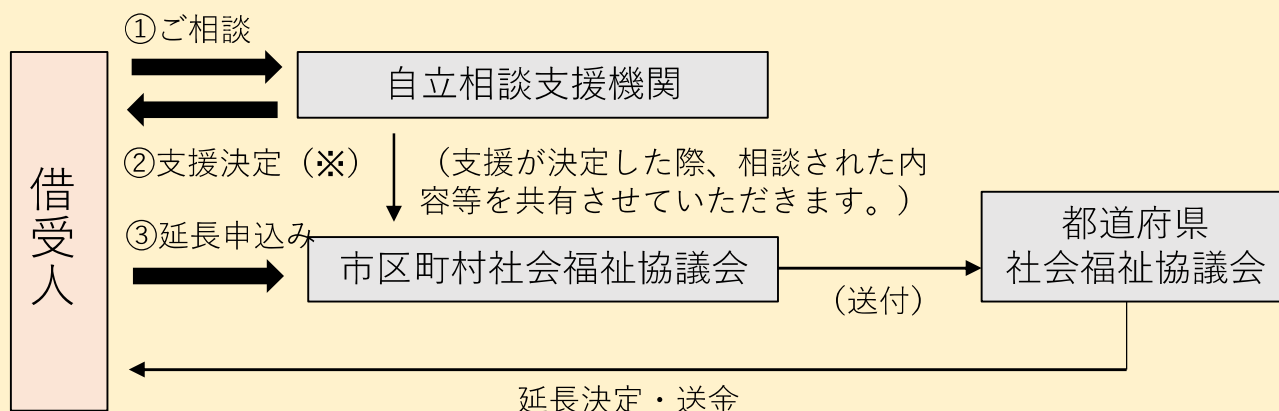 ①ご相談
自立相談支援機関
②支援決定（※）
（支援が決定した際、相談された内
容等を共有させていただきます。）
借受人
③延長申込み
市区町村社会福祉協議会
（送付）
都道府県
社会福祉協議会
延長決定・送金